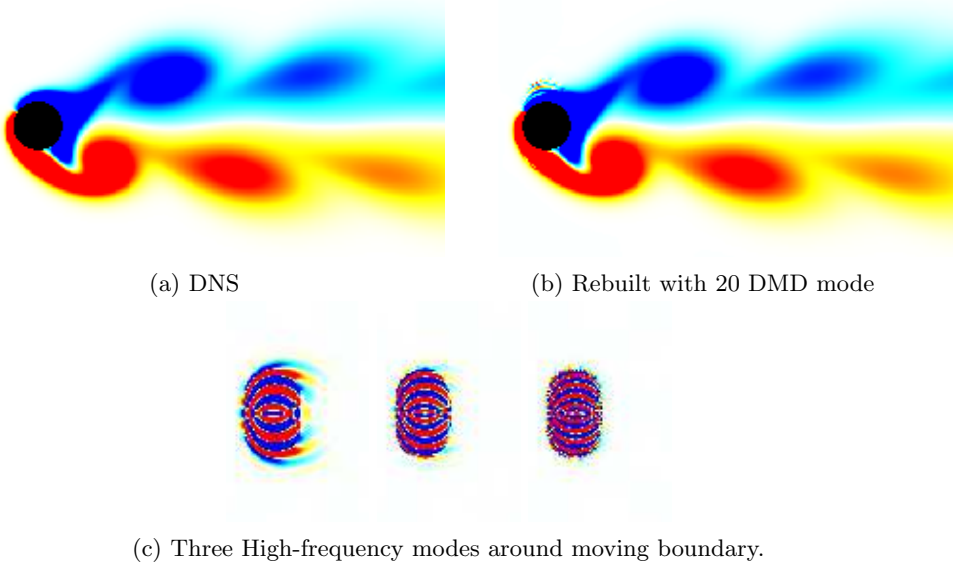 (a) DNS
(b) Rebuilt with 20 DMD mode
(c) Three High-frequency modes around moving boundary.